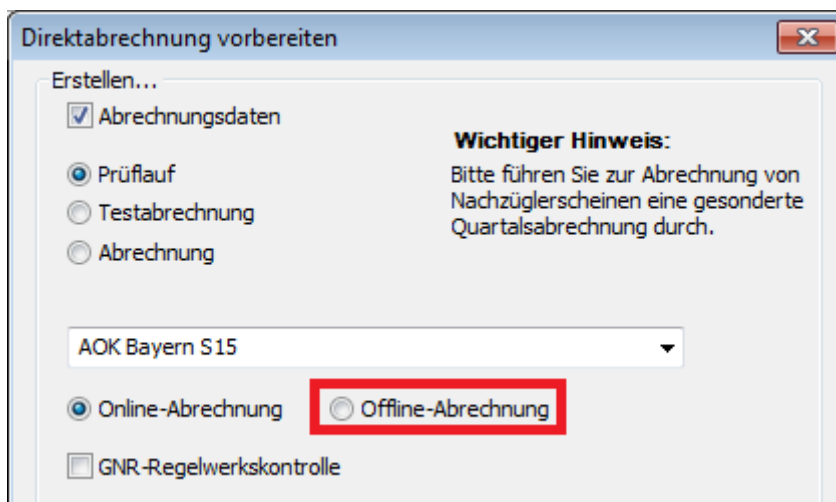 Direktabrechnung vorbereiten
Erstellen...
Abrechnungsdaten
Wichtiger Hinweis:
Bitte führen Sie zur Abrechnung von
Nachzüglerscheinen eine gesonderte
Quartalsabrechnung durch.
Prüflauf
Testabrechnung
Abrechnung
AOK Bayern S15
Online-Abrechnung
Offline-Abrechnung
GNR-Regelwerkskontrolle